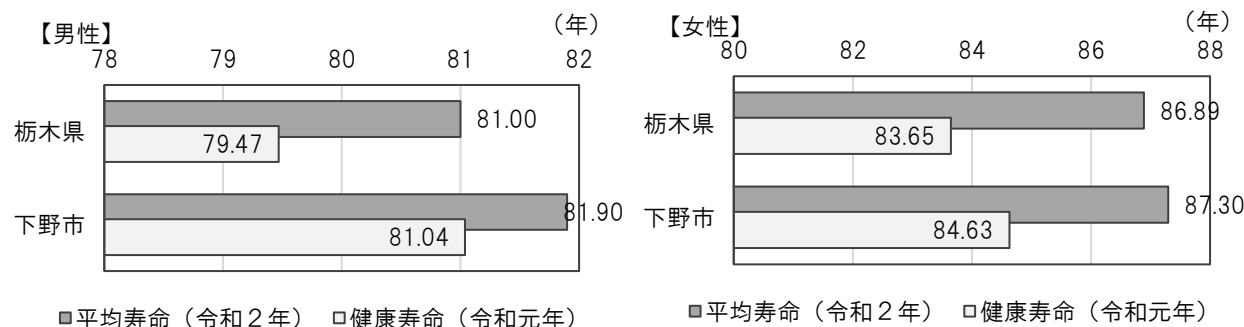 【男性】
（年）
78 79 80 81 82
栃木県
81.00
79.47
下野市
81.90
81.04
■平均寿命（令和２年） □健康寿命（令和元年）
【女性】
（年）
80 82 84 86 88
栃木県
86.89
83.65
下野市
87.30
84.63
■平均寿命（令和２年） □健康寿命（令和元年）